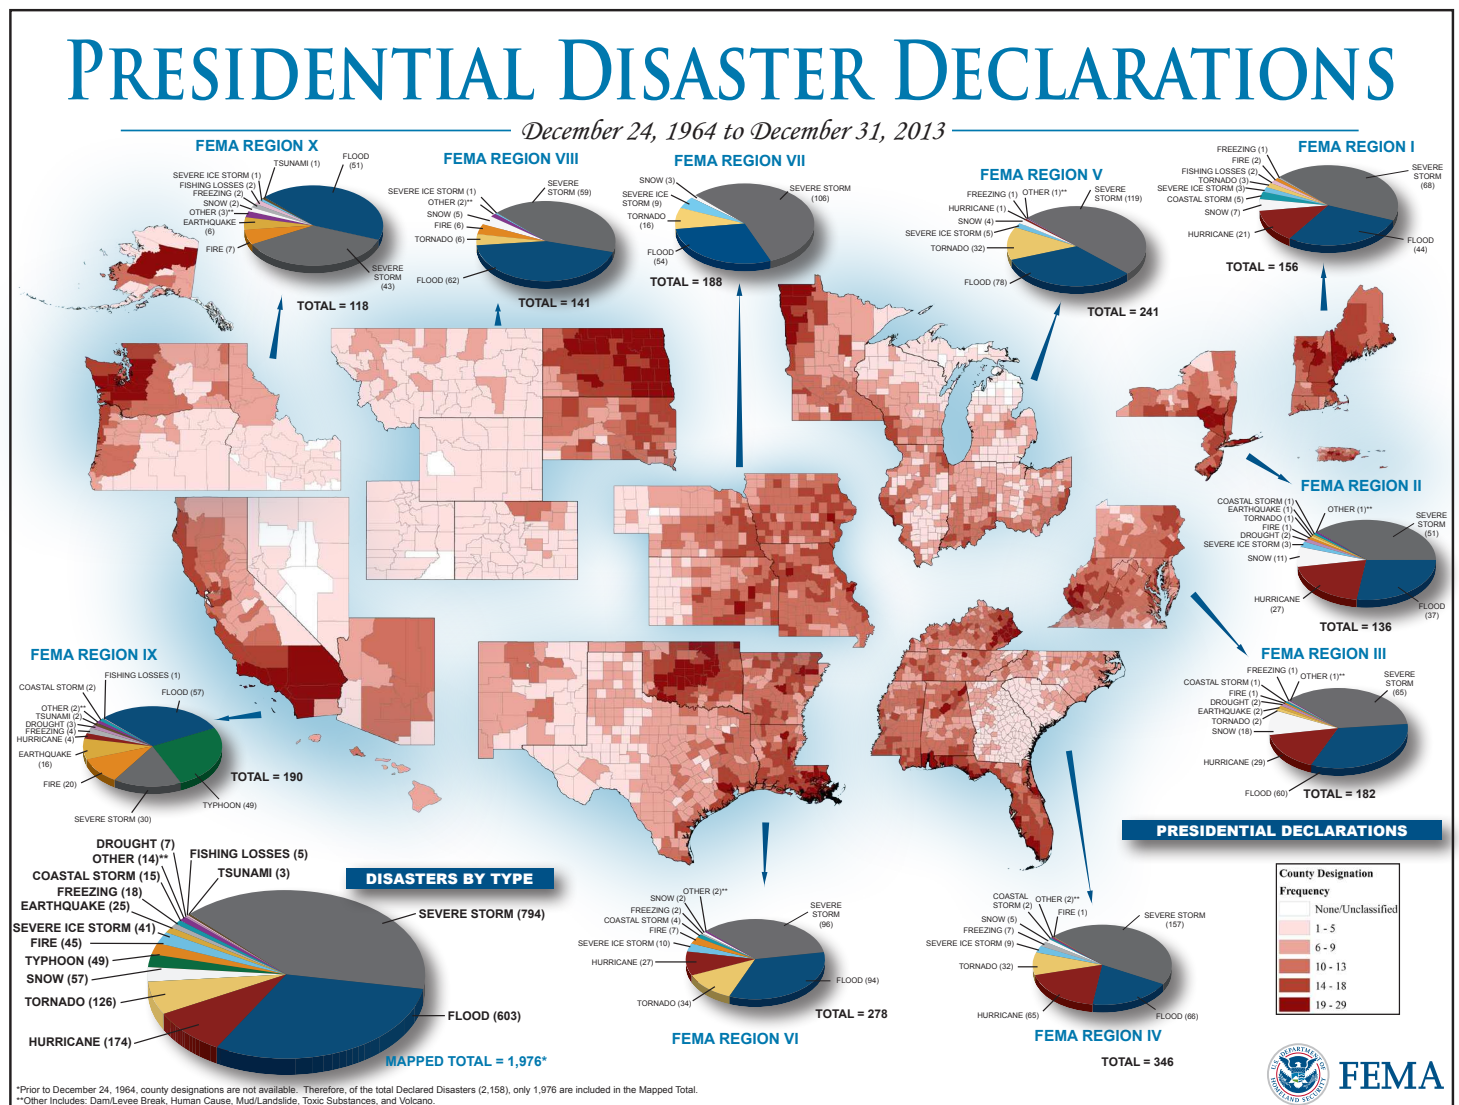 PRESIDENTIAL DISASTER DECLARATIONS
December 24, 1964 to December 31, 2013
FEMA REGION X
TSUNAMI (1)
FLOOD
(51)
SEVERE ICE STORM (1)
FISHING LOSSES (2)
FREEZING (2)
SNOW (2)
OTHER (3)**
EARTHQUAKE
(6)
FIRE (7)
SEVERE
STORM
(43)
TOTAL = 118
FEMA REGION VIII
SEVERE ICE STORM (1)
OTHER (2)**
SNOW (5)
FIRE (6)
TORNADO (6)
FLOOD (62)
SEVERE
STORM (59)
TOTAL = 141
FEMA REGION VII
SNOW (3)
SEVERE ICE
STORM (9)
TORNADO
(16)
FLOOD
(54)
SEVERE STORM
(106)
TOTAL = 188
FEMA REGION V
FREEZING (1)
OTHER (1)**
SEVERE
STORM (119)
HURRICANE (1)
SNOW (4)
SEVERE ICE STORM (5)
TORNADO (32)
FLOOD (78)
TOTAL = 241
FEMA REGION I
FREEZING (1)
FIRE (2)
FISHING LOSSES (2)
TORNADO (3)
SEVERE ICE STORM (3)
COASTAL STORM (5)
SNOW (7)
HURRICANE (21)
SEVERE
STORM
(68)
FLOOD
(44)
TOTAL = 156
FEMA REGION II
COASTAL STORM (1)
EARTHQUAKE (1)
TORNADO (1)
FIRE (1)
DROUGHT (2)
SEVERE ICE STORM (3)
SNOW (11)
HURRICANE
(27)
OTHER (1)**
SEVERE
STORM
(51)
FLOOD
(37)
TOTAL = 136
FEMA REGION III
FREEZING (1)
OTHER (1)**
COASTAL STORM (1)
FIRE (1)
DROUGHT (2)
EARTHQUAKE (2)
TORNADO (2)
SNOW (18)
HURRICANE (29)
FLOOD (60)
SEVERE
STORM
(65)
TOTAL = 182
FEMA REGION IX
FISHING LOSSES (1)
COASTAL STORM (2)
FLOOD (57)
OTHER (2)**
TSUNAMI (2)
DROUGHT (3)
FREEZING (4)
HURRICANE (4)
EARTHQUAKE
(16)
FIRE (20)
SEVERE STORM (30)
TYPHOON (49)
TOTAL = 190
DISASTERS BY TYPE
DROUGHT (7)
OTHER (14)**
FISHING LOSSES (5)
COASTAL STORM (15)
TSUNAMI (3)
FREEZING (18)
EARTHQUAKE (25)
SEVERE ICE STORM (41)
FIRE (45)
TYPHOON (49)
SNOW (57)
TORNADO (126)
HURRICANE (174)
SEVERE STORM (794)
FLOOD (603)
MAPPED TOTAL = 1,976*
OTHER (2)**
SNOW (2)
FREEZING (2)
COASTAL STORM (4)
FIRE (7)
SEVERE ICE STORM (10)
HURRICANE (27)
TORNADO (34)
SEVERE
STORM
(96)
FLOOD (94)
TOTAL = 278
FEMA REGION VI
COASTAL
STORM (2)
OTHER (2)**
FIRE (1)
SNOW (5)
FREEZING (7)
SEVERE ICE STORM (9)
TORNADO (32)
HURRICANE (65)
SEVERE STORM
(157)
FLOOD (66)
FEMA REGION IV
TOTAL = 346
PRESIDENTIAL DECLARATIONS
County Designation
Frequency
None/Unclassified
1 - 5
6 - 9
10 - 13
14 - 18
19 - 29
U.S. DEPARTMENT OF
HOMELAND SECURITY
FEMA
*Prior to December 24, 1964, county designations are not available. Therefore, of the total Declared Disasters (2,158), only 1,976 are included in the Mapped Total.
**Other Includes: Dam/Levee Break, Human Cause, Mud/Landslide, Toxic Substances, and Volcano.